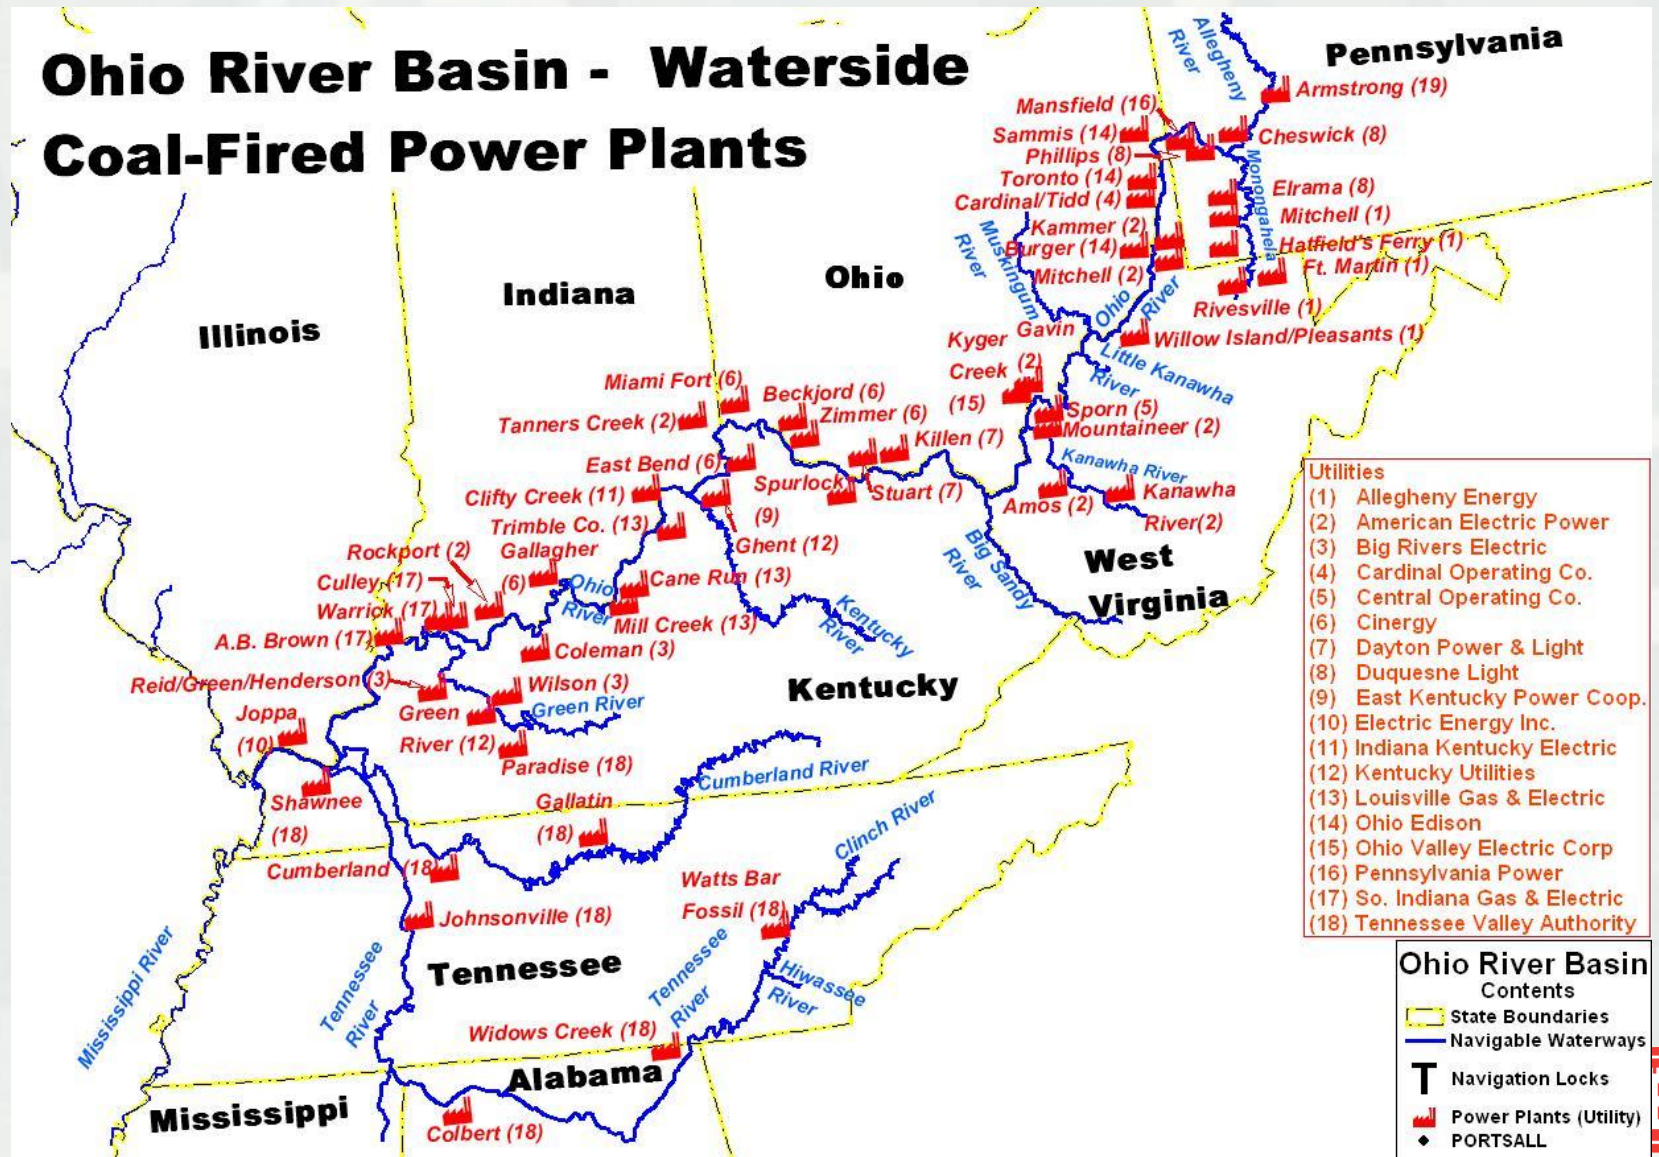 Ohio River Basin - Waterside
Coal-Fired Power Plants
Pennsylvania
Allegheny
River
Armstrong (19)
Mansfield (16)
Sammis (14)
Cheswick (8)
Phillips (8)
Toronto (14)
Cardinal/Tidd (4)
Monongahela
Elrama (8)
Mitchell (1)
Kammer (2)
Burger (14)
Hatfield's Ferry (1)
Mitchell (2)
Ft. Martin (1)
Muskingum
River
Ohio
River
Rivesville (1)
Willow Island/Pleasants (1)
Ohio
Indiana
Illinois
Kyger
Gavin
Creek (2)
(15)
Little Kanawha
River
Sporn (5)
Mountaineer (2)
Miami Fort (6)
Beckjord (6)
Tanners Creek (2)
Zimmer (6)
Killen (7)
East Bend (6)
Spurlock
(9)
Stuart (7)
Kanawha River
Clifty Creek (11)
Amos (2)
Kanawha
River(2)
Trimble Co. (13)
Ghent (12)
Big Sandy
River
West
Virginia
Rockport (2)
Gallagher
(6)
Culley (17)
Ohio
River
Cane Run (13)
Warrick (17)
Mill Creek (13)
Kentucky
River
A.B. Brown (17)
Coleman (3)
Reid/Green/Henderson (3)
Wilson (3)
Kentucky
Green River
Green
River (12)
Joppa
(10)
Paradise (18)
Cumberland River
Shawnee
(18)
Gallatin
(18)
Clinch River
Cumberland (18)
Watts Bar
Fossil (18)
Johnsonville (18)
Mississippi River
Tennessee
River
Tennessee
Tennessee
River
Hiwassee
River
Widows Creek (18)
Alabama
Mississippi
Colbert (18)
Utilities
(1) Allegheny Energy
(2) American Electric Power
(3) Big Rivers Electric
(4) Cardinal Operating Co.
(5) Central Operating Co.
(6) Cinergy
(7) Dayton Power & Light
(8) Duquesne Light
(9) East Kentucky Power Coop.
(10) Electric Energy Inc.
(11) Indiana Kentucky Electric
(12) Kentucky Utilities
(13) Louisville Gas & Electric
(14) Ohio Edison
(15) Ohio Valley Electric Corp
(16) Pennsylvania Power
(17) So. Indiana Gas & Electric
(18) Tennessee Valley Authority
Ohio River Basin
Contents
State Boundaries
Navigable Waterways
T Navigation Locks
Power Plants (Utility)
PORTSALL